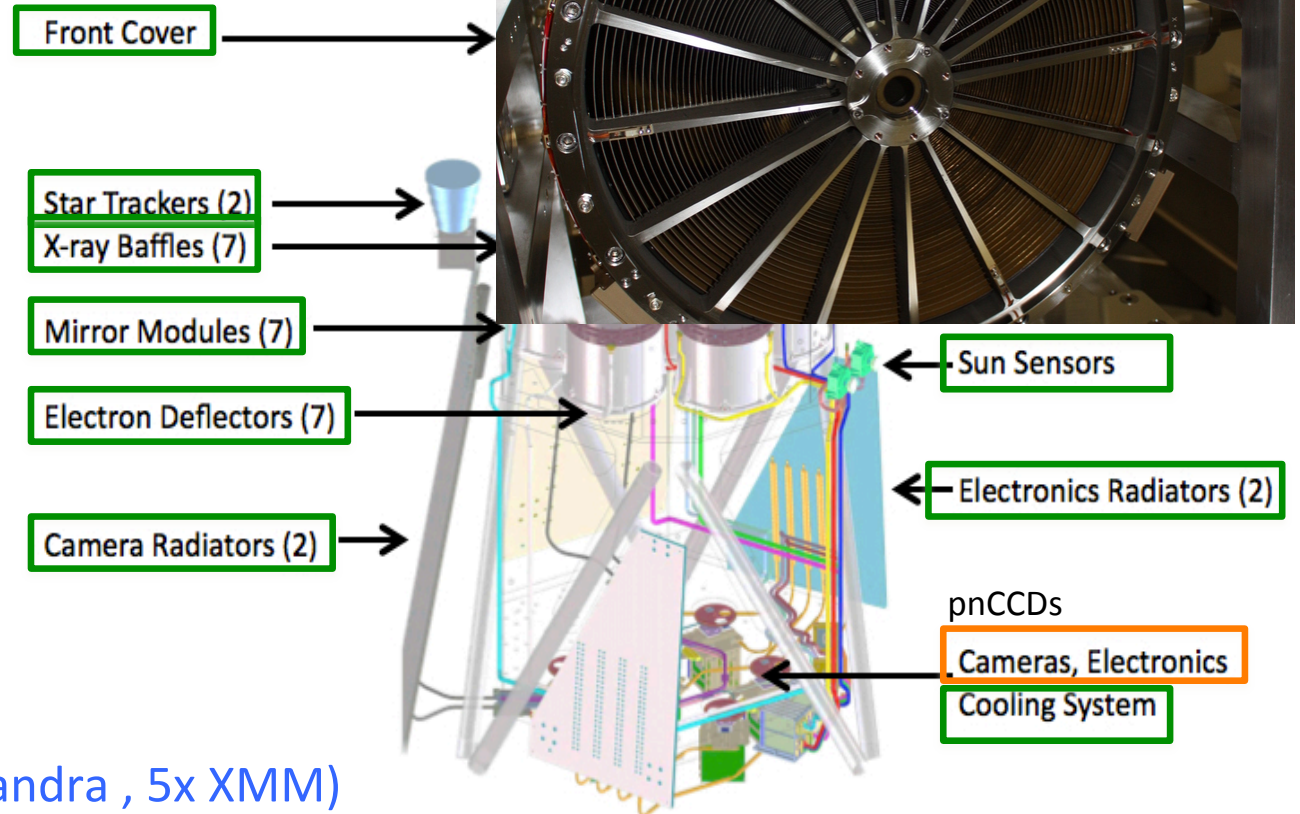 Front Cover
Star Trackers (2)
X-ray Baffles (7)
Mirror Modules (7)
Electron Deflectors (7)
Camera Radiators (2)
Sun Sensors
Electronics Radiators (2)
pnCCDs
Cameras, Electronics
Cooling System
andra , 5x XMM)